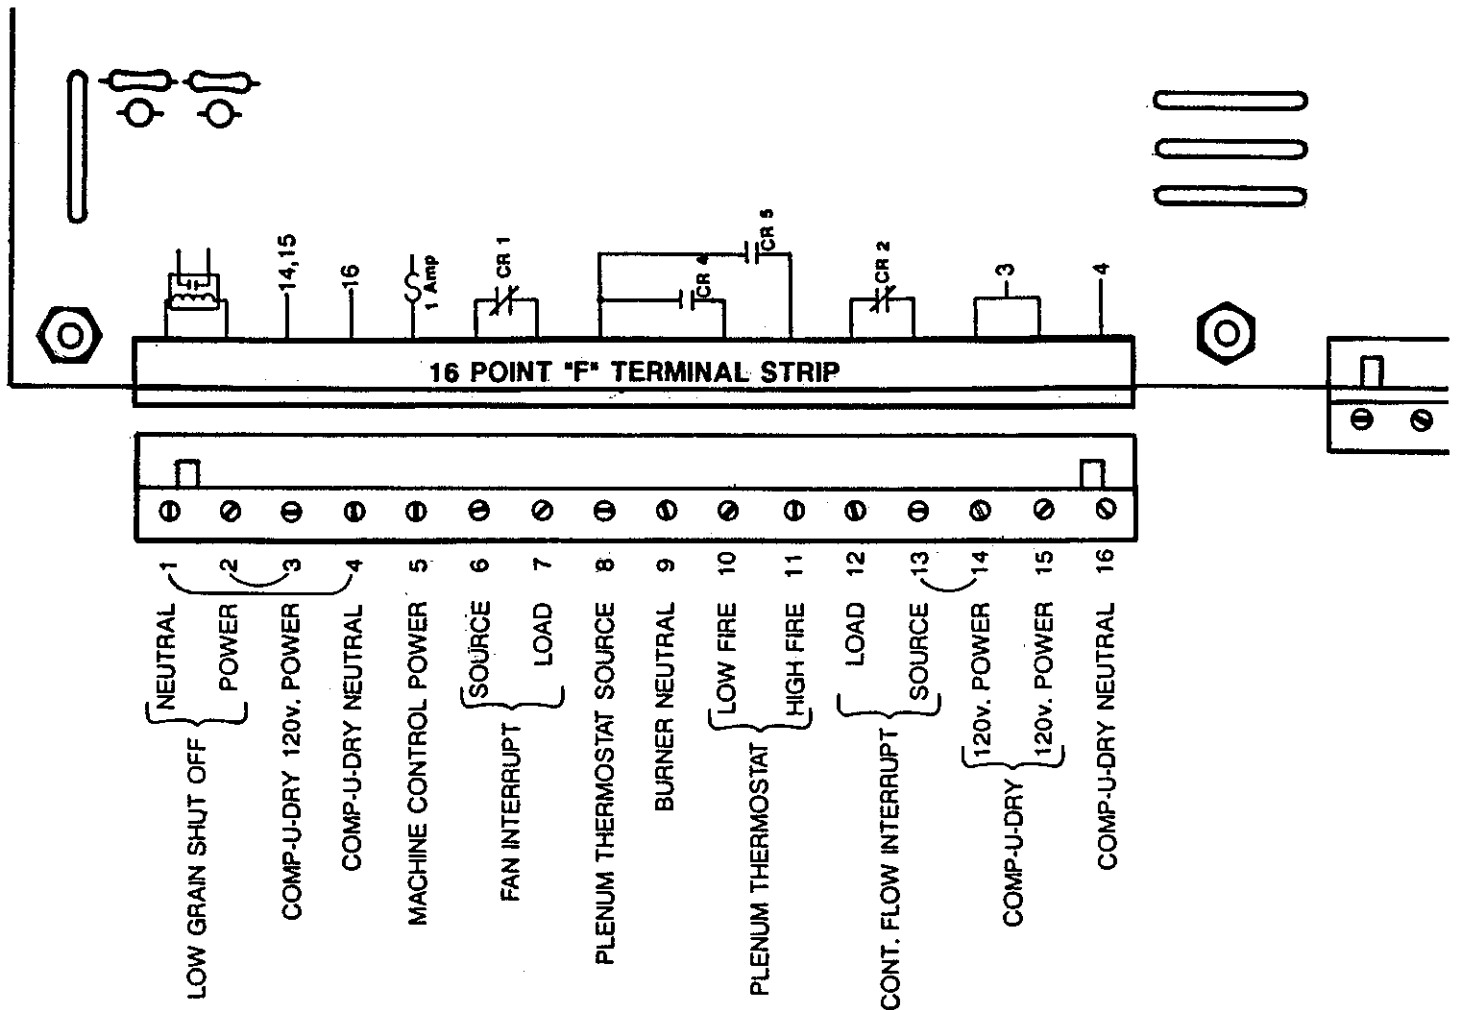 14,15
16
1 Amp
CR 1
CR 4
CR 5
CR 2
3
4
16 POINT "F" TERMINAL STRIP
1
2
3
4
5
6
7
8
9
10
11
12
13
14
15
16
NEUTRAL
POWER
LOW GRAIN SHUT OFF
COMP-U-DRY 120v. POWER
COMP-U-DRY NEUTRAL
MACHINE CONTROL POWER
SOURCE
LOAD
FAN INTERRUPT
PLENUM THERMOSTAT SOURCE
BURNER NEUTRAL
LOW FIRE
HIGH FIRE
PLENUM THERMOSTAT
LOAD
SOURCE
CONT. FLOW INTERRUPT
120v. POWER
120v. POWER
COMP-U-DRY
COMP-U-DRY NEUTRAL